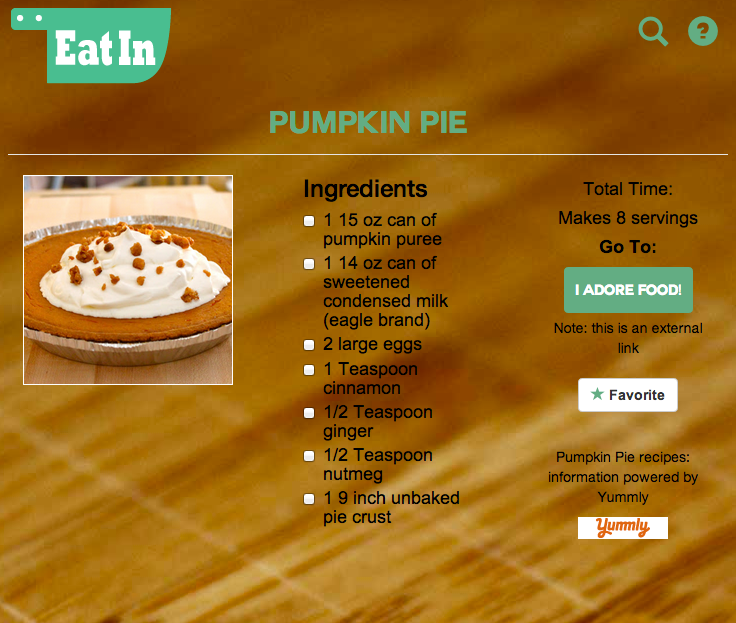 Eat In
?
PUMPKIN PIE
Ingredients
1 15 oz can of
pumpkin puree
1 14 oz can of
sweetened
condensed milk
(eagle brand)
2 large eggs
1 Teaspoon
cinnamon
1/2 Teaspoon
ginger
1/2 Teaspoon
nutmeg
1 9 inch unbaked
pie crust
Total Time:
Makes 8 servings
Go To:
I ADORE FOOD!
Note: this is an external
link
★ Favorite
Pumpkin Pie recipes:
information powered by
Yummly
Yummly